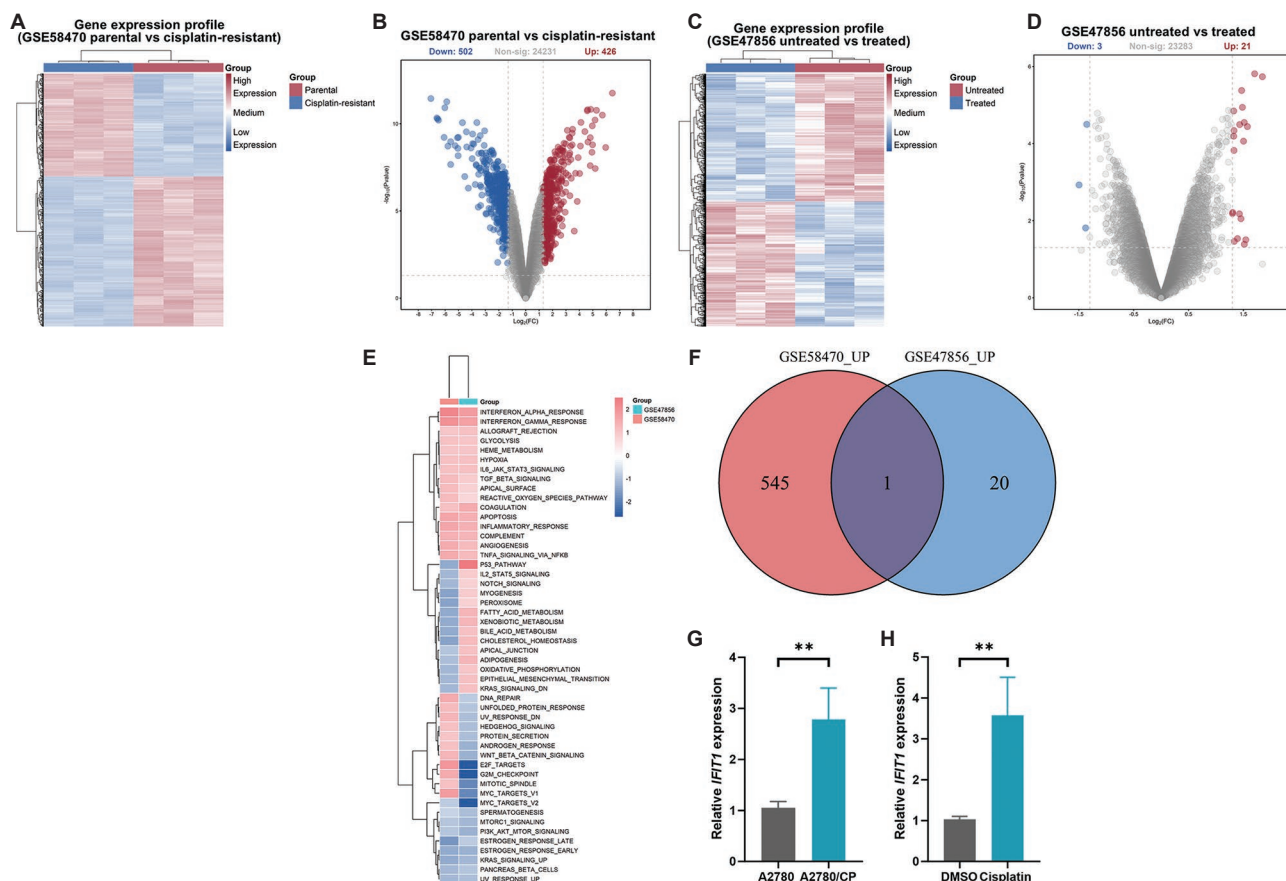 A
Gene expression profile
(GSE58470 parental vs cisplatin-resistant)
Group
High
Expression
Medium
Low
Expression
Group
Parental
Cisplatin-resistant
B
GSE58470 parental vs cisplatin-resistant
Down: 502 Non-sig: 24231 Up: 426
-log10(Pvalue)
10
5
0
-8 -7 -6 -5 -4 -3 -2 -1 0 1 2 3 4 5 6 7 8
Log2(FC)
C
Gene expression profile
(GSE47856 untreated vs treated)
Group
High
Expression
Medium
Low
Expression
Group
Untreated
Treated
D
GSE47856 untreated vs treated
Down: 3 Non-sig: 23283 Up: 21
-log10(Pvalue)
6
4
2
0
-1.5 -0.5 0.5 1.5
Log2(FC)
E
Group
GSE47856
GSE58470
2
1
0
-1
-2
INTERFERON_ALPHA_RESPONSE
INTERFERON_GAMMA_RESPONSE
ALLOGRAFT_REJECTION
GLYCOLYSIS
HEME_METABOLISM
HYPOXIA
IL6_JAK_STAT3_SIGNALING
TGF_BETA_SIGNALING
APICAL_SURFACE
REACTIVE_OXYGEN_SPECIES_PATHWAY
COAGULATION
APOPTOSIS
INFLAMMATORY_RESPONSE
COMPLEMENT
ANGIOGENESIS
TNFA_SIGNALING_VIA_NFKB
P53_PATHWAY
IL2_STAT5_SIGNALING
NOTCH_SIGNALING
MYOGENESIS
PEROXISOME
FATTY_ACID_METABOLISM
XENOBIOTIC_METABOLISM
BILE_ACID_METABOLISM
CHOLESTEROL_HOMEOSTASIS
APICAL_JUNCTION
ADIPOGENESIS
OXIDATIVE_PHOSPHORYLATION
EPITHELIAL_MESENCHYMAL_TRANSITION
KRAS_SIGNALING_DN
DNA_REPAIR
UNFOLDED_PROTEIN_RESPONSE
UV_RESPONSE_DN
HEDGEHOG_SIGNALING
PROTEIN_SECRETION
ANDROGEN_RESPONSE
WNT_BETA_CATENIN_SIGNALING
E2F_TARGETS
G2M_CHECKPOINT
MITOTIC_SPINDLE
MYC_TARGETS_V1
MYC_TARGETS_V2
SPERMATOGENESIS
MTORC1_SIGNALING
PI3K_AKT_MTOR_SIGNALING
ESTROGEN_RESPONSE_LATE
ESTROGEN_RESPONSE_EARLY
KRAS_SIGNALING_UP
PANCREAS_BETA_CELLS
UV_RESPONSE_UP
F
GSE58470_UP GSE47856_UP
545 1 20
G
Relative IFIT1 expression
4
3
2
1
0
**
A2780 A2780/CP
H
Relative IFIT1 expression
5
4
3
2
1
0
**
DMSO Cisplatin